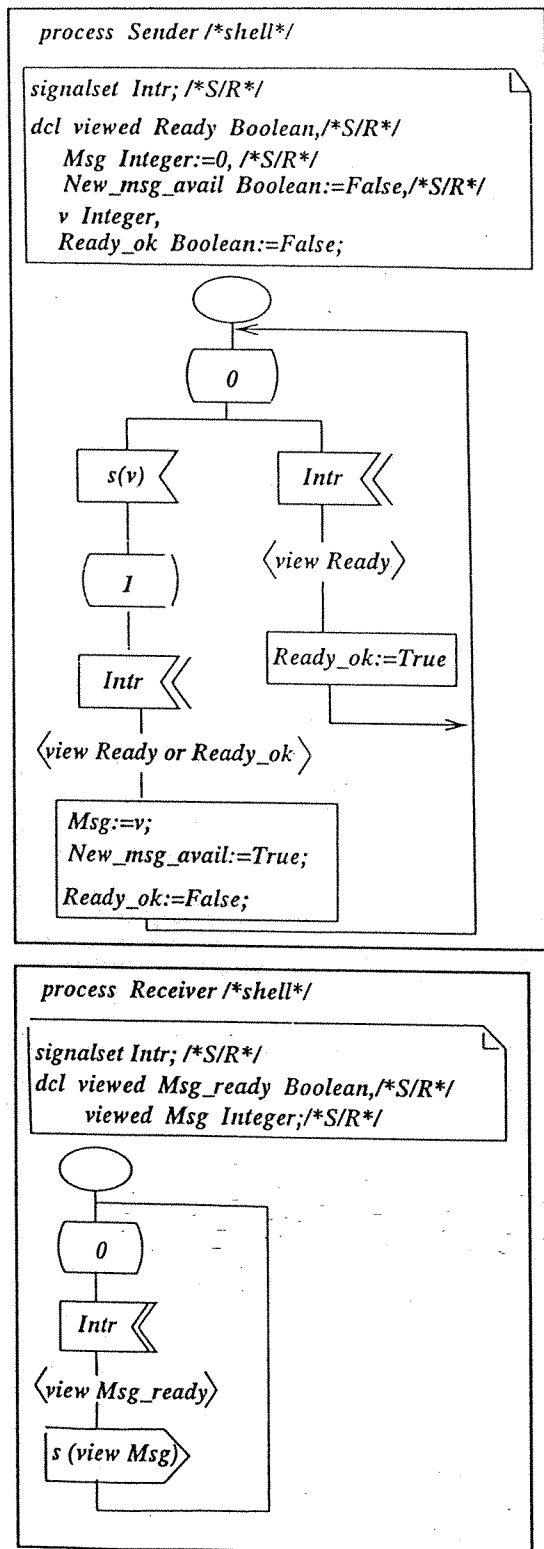 process Sender /*shell*/
signalset Intr; /*S/R*/
dcl viewed Ready Boolean,/*S/R*/
Msg Integer:=0, /*S/R*/
New_msg_avail Boolean:=False,/*S/R*/
v Integer,
Ready_ok Boolean:=False;
0
s(v)
Intr
<view Ready>
1
Ready_ok:=True
Intr
<view Ready or Ready_ok>
Msg:=v;
New_msg_avail:=True;
Ready_ok:=False;
process Receiver /*shell*/
signalset Intr; /*S/R*/
dcl viewed Msg_ready Boolean,/*S/R*/
viewed Msg Integer;/*S/R*/
0
Intr
<view Msg_ready>
s (view Msg)